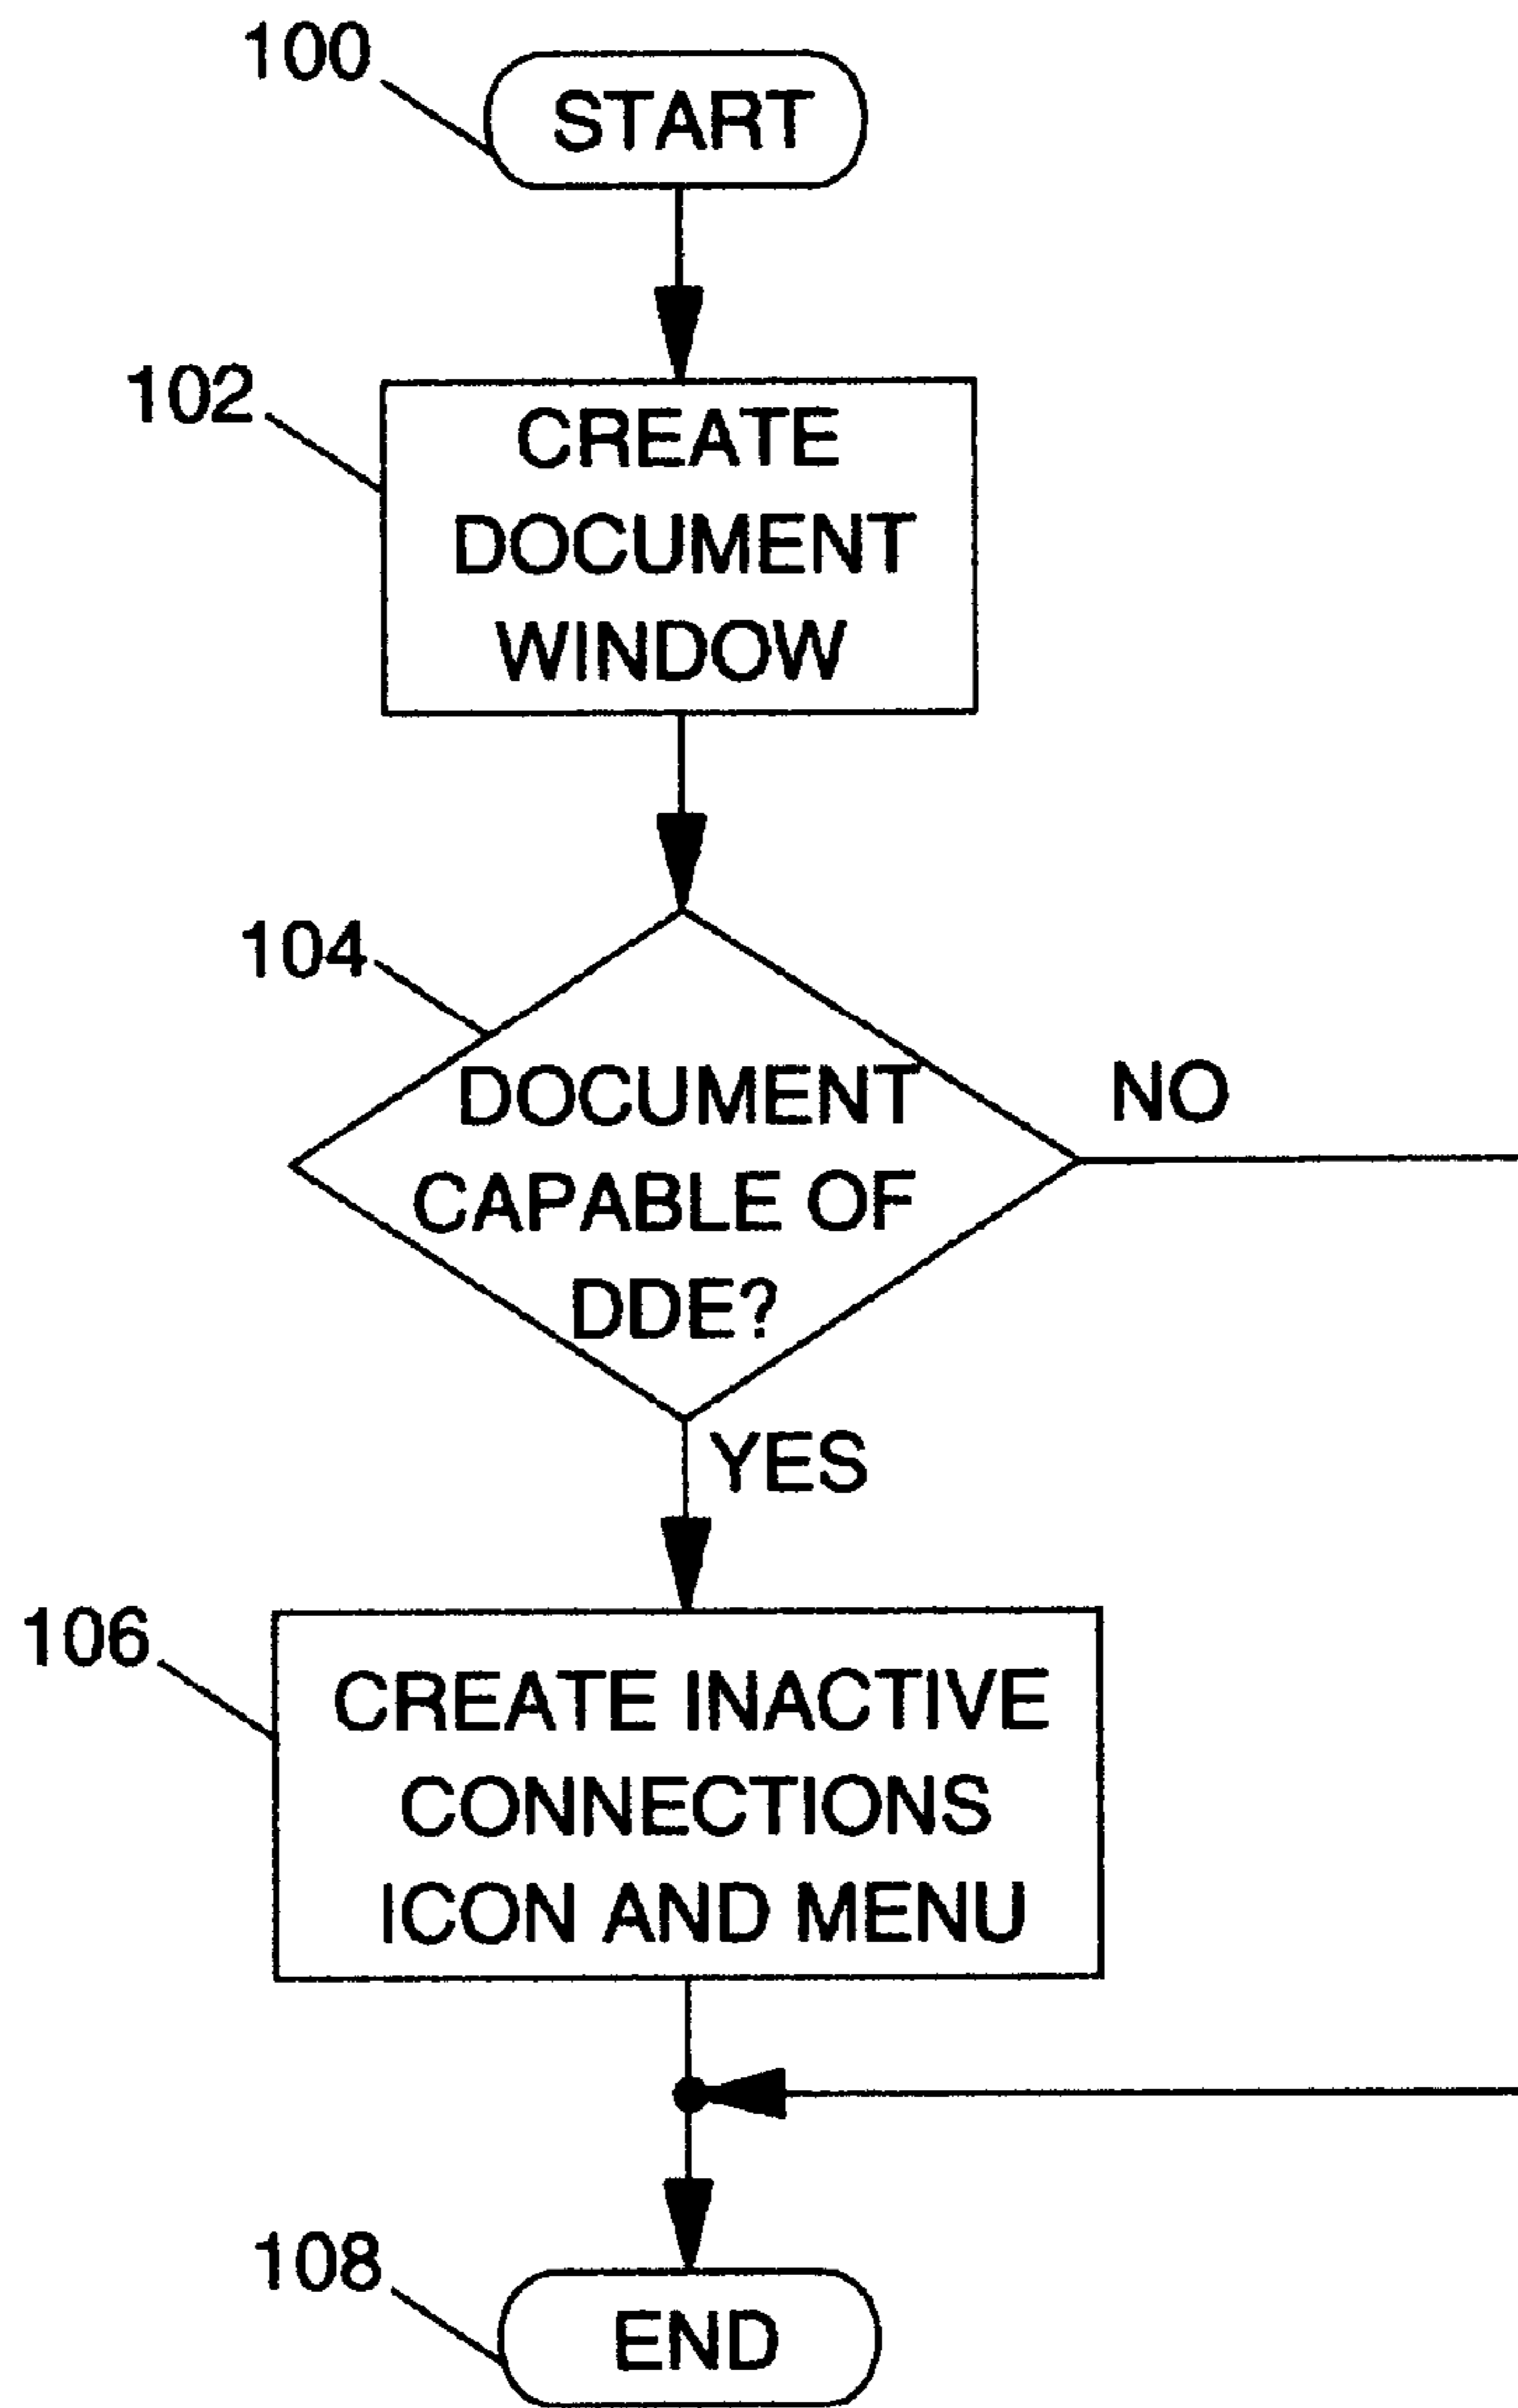 100
START
102
CREATE
DOCUMENT
WINDOW
104
DOCUMENT
CAPABLE OF
DDE?
NO
YES
106
CREATE INACTIVE
CONNECTIONS
ICON AND MENU
108
END